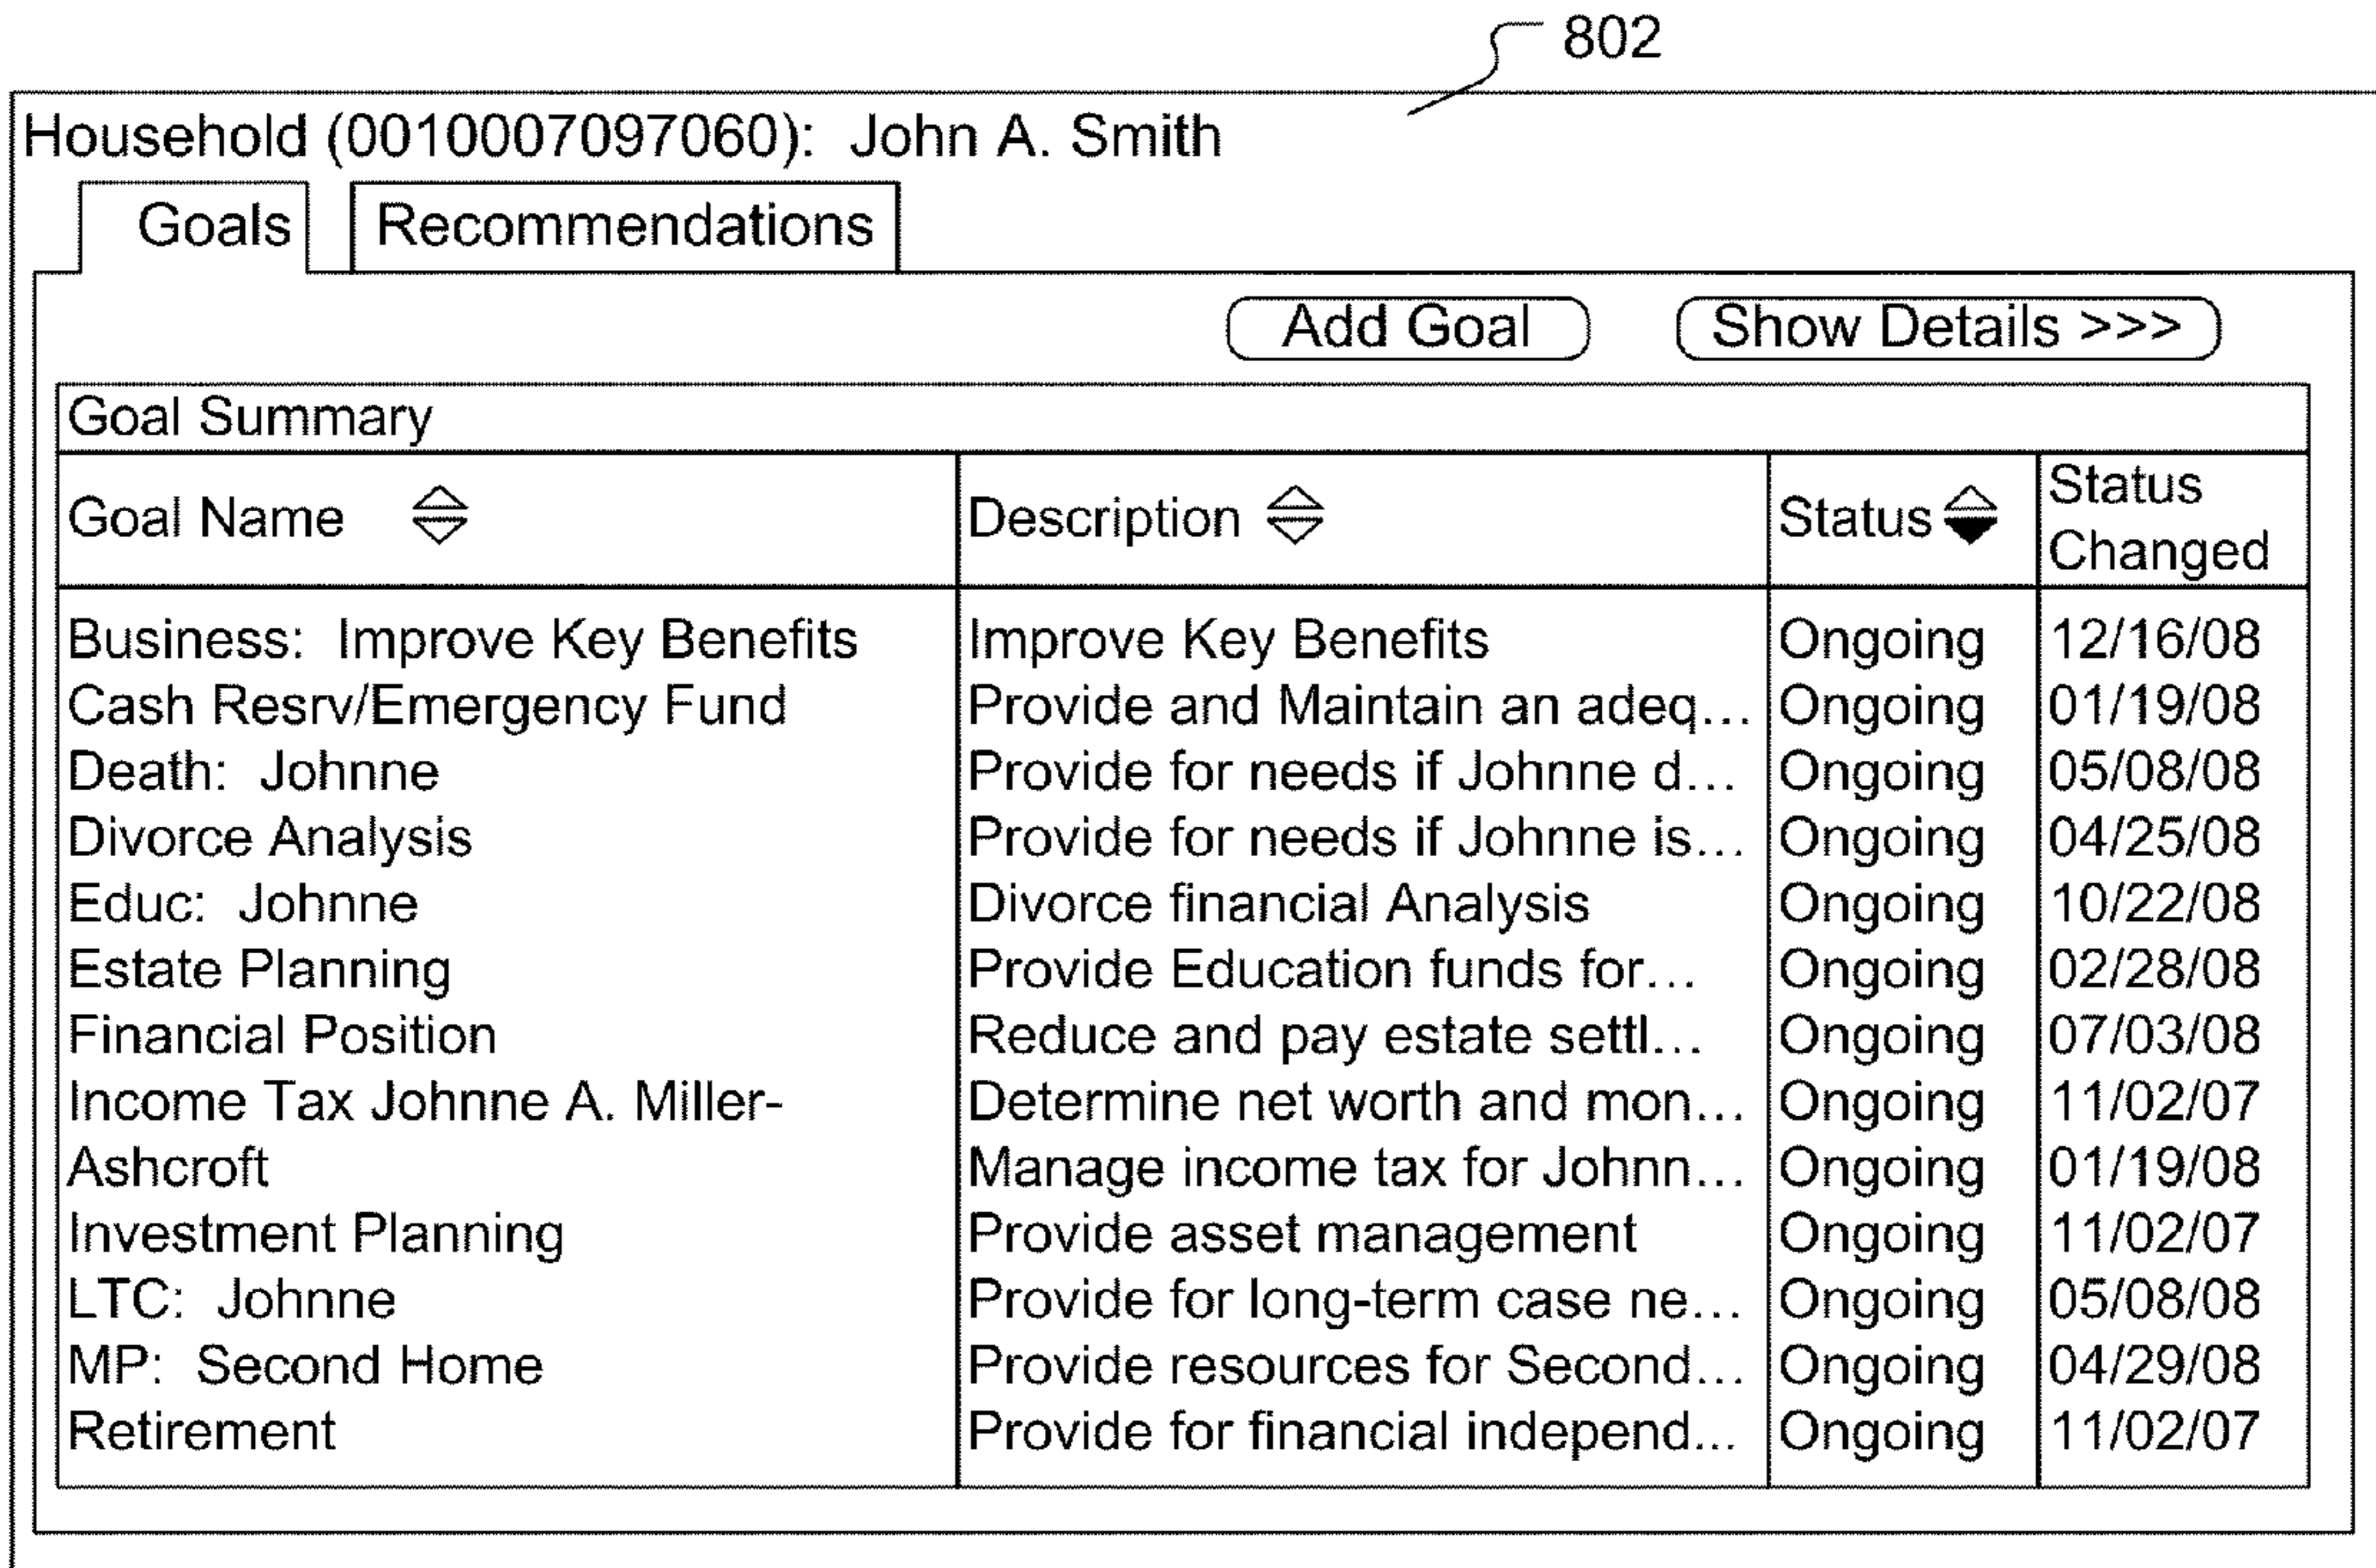 802
Household (0010007097060): John A. Smith
Goals Recommendations
Add Goal Show Details >>>
Goal Summary
Goal Name Description Status Status Changed
Business: Improve Key Benefits Improve Key Benefits Ongoing 12/16/08
Cash Resrv/Emergency Fund Provide and Maintain an adeq... Ongoing 01/19/08
Death: Johnne Provide for needs if Johnne d... Ongoing 05/08/08
Divorce Analysis Provide for needs if Johnne is... Ongoing 04/25/08
Educ: Johnne Divorce financial Analysis Ongoing 10/22/08
Estate Planning Provide Education funds for... Ongoing 02/28/08
Financial Position Reduce and pay estate settl... Ongoing 07/03/08
Income Tax Johnne A. Miller- Determine net worth and mon... Ongoing 11/02/07
Ashcroft Manage income tax for Johnn... Ongoing 01/19/08
Investment Planning Provide asset management Ongoing 11/02/07
LTC: Johnne Provide for long-term case ne... Ongoing 05/08/08
MP: Second Home Provide resources for Second... Ongoing 04/29/08
Retirement Provide for financial independ... Ongoing 11/02/07